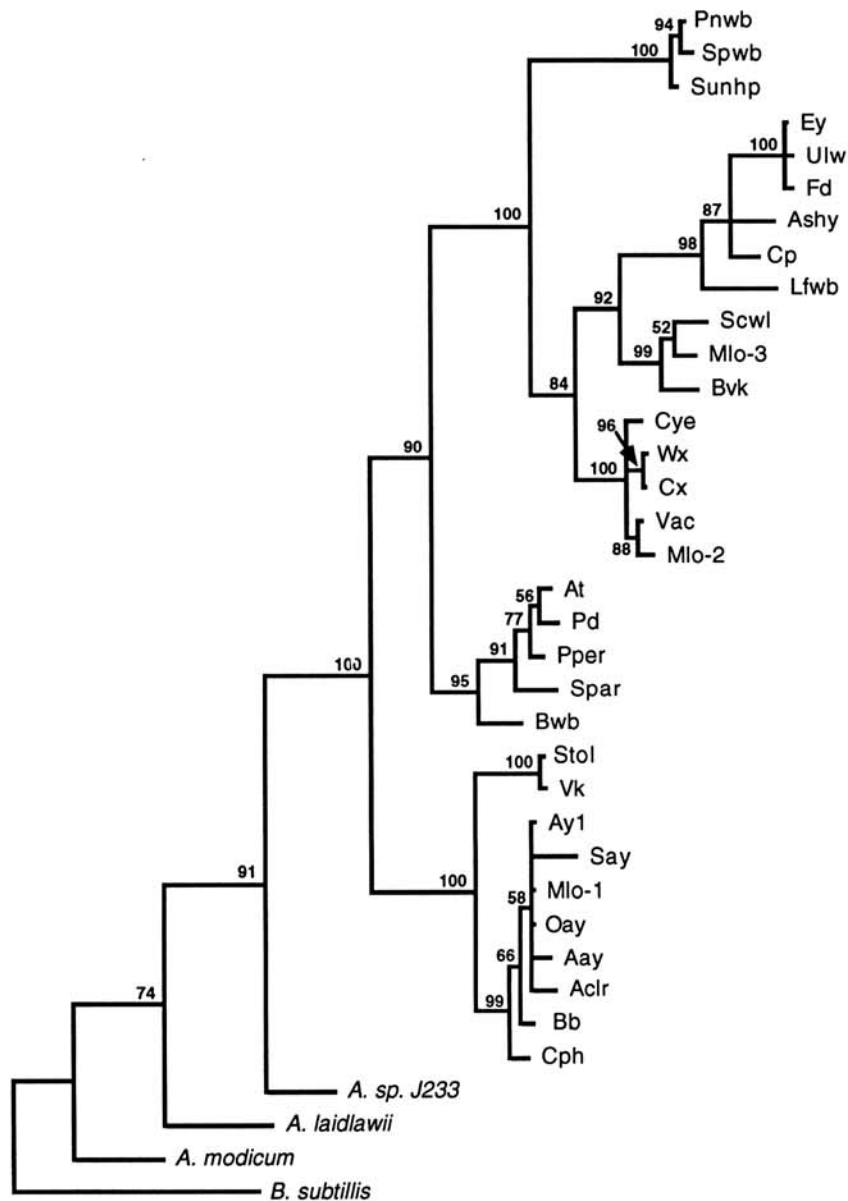 94 Pnwb
100 Spwb
Sunhp
Ey
100 Ulw
Fd
87 Ashy
98 Cp
Lfwb
92 Scwl
52 Mlo-3
99 Bvk
84
Cye
96 Wx
100 Cx
Vac
88 Mlo-2
100
90
At
56 Pd
77 Pper
91 Spar
95 Bwb
100
Stol
100 Vk
Ay1
Say
91
100 58 Mlo-1
Oay
66 Aay
Aclr
99 Bb
74 Cph
A. sp. J233
A. laidlawii
A. modicum
B. subtillis